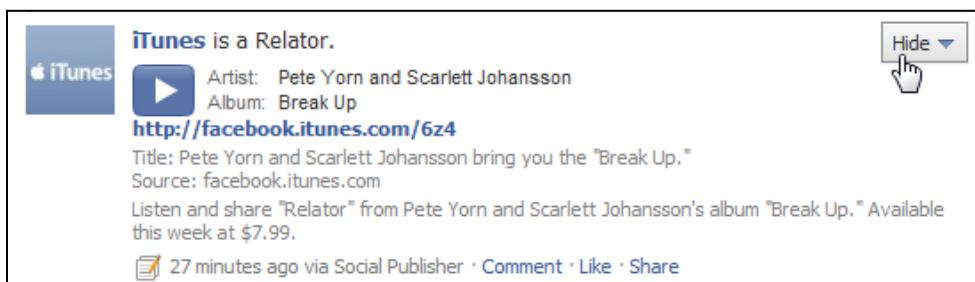 iTunes
iTunes is a Relator.
Hide
Artist: Pete Yorn and Scarlett Johansson
Album: Break Up
http://facebook.itunes.com/6z4
Title: Pete Yorn and Scarlett Johansson bring you the "Break Up."
Source: facebook.itunes.com
Listen and share "Relator" from Pete Yorn and Scarlett Johansson's album "Break Up." Available
this week at $7.99.
27 minutes ago via Social Publisher · Comment · Like · Share